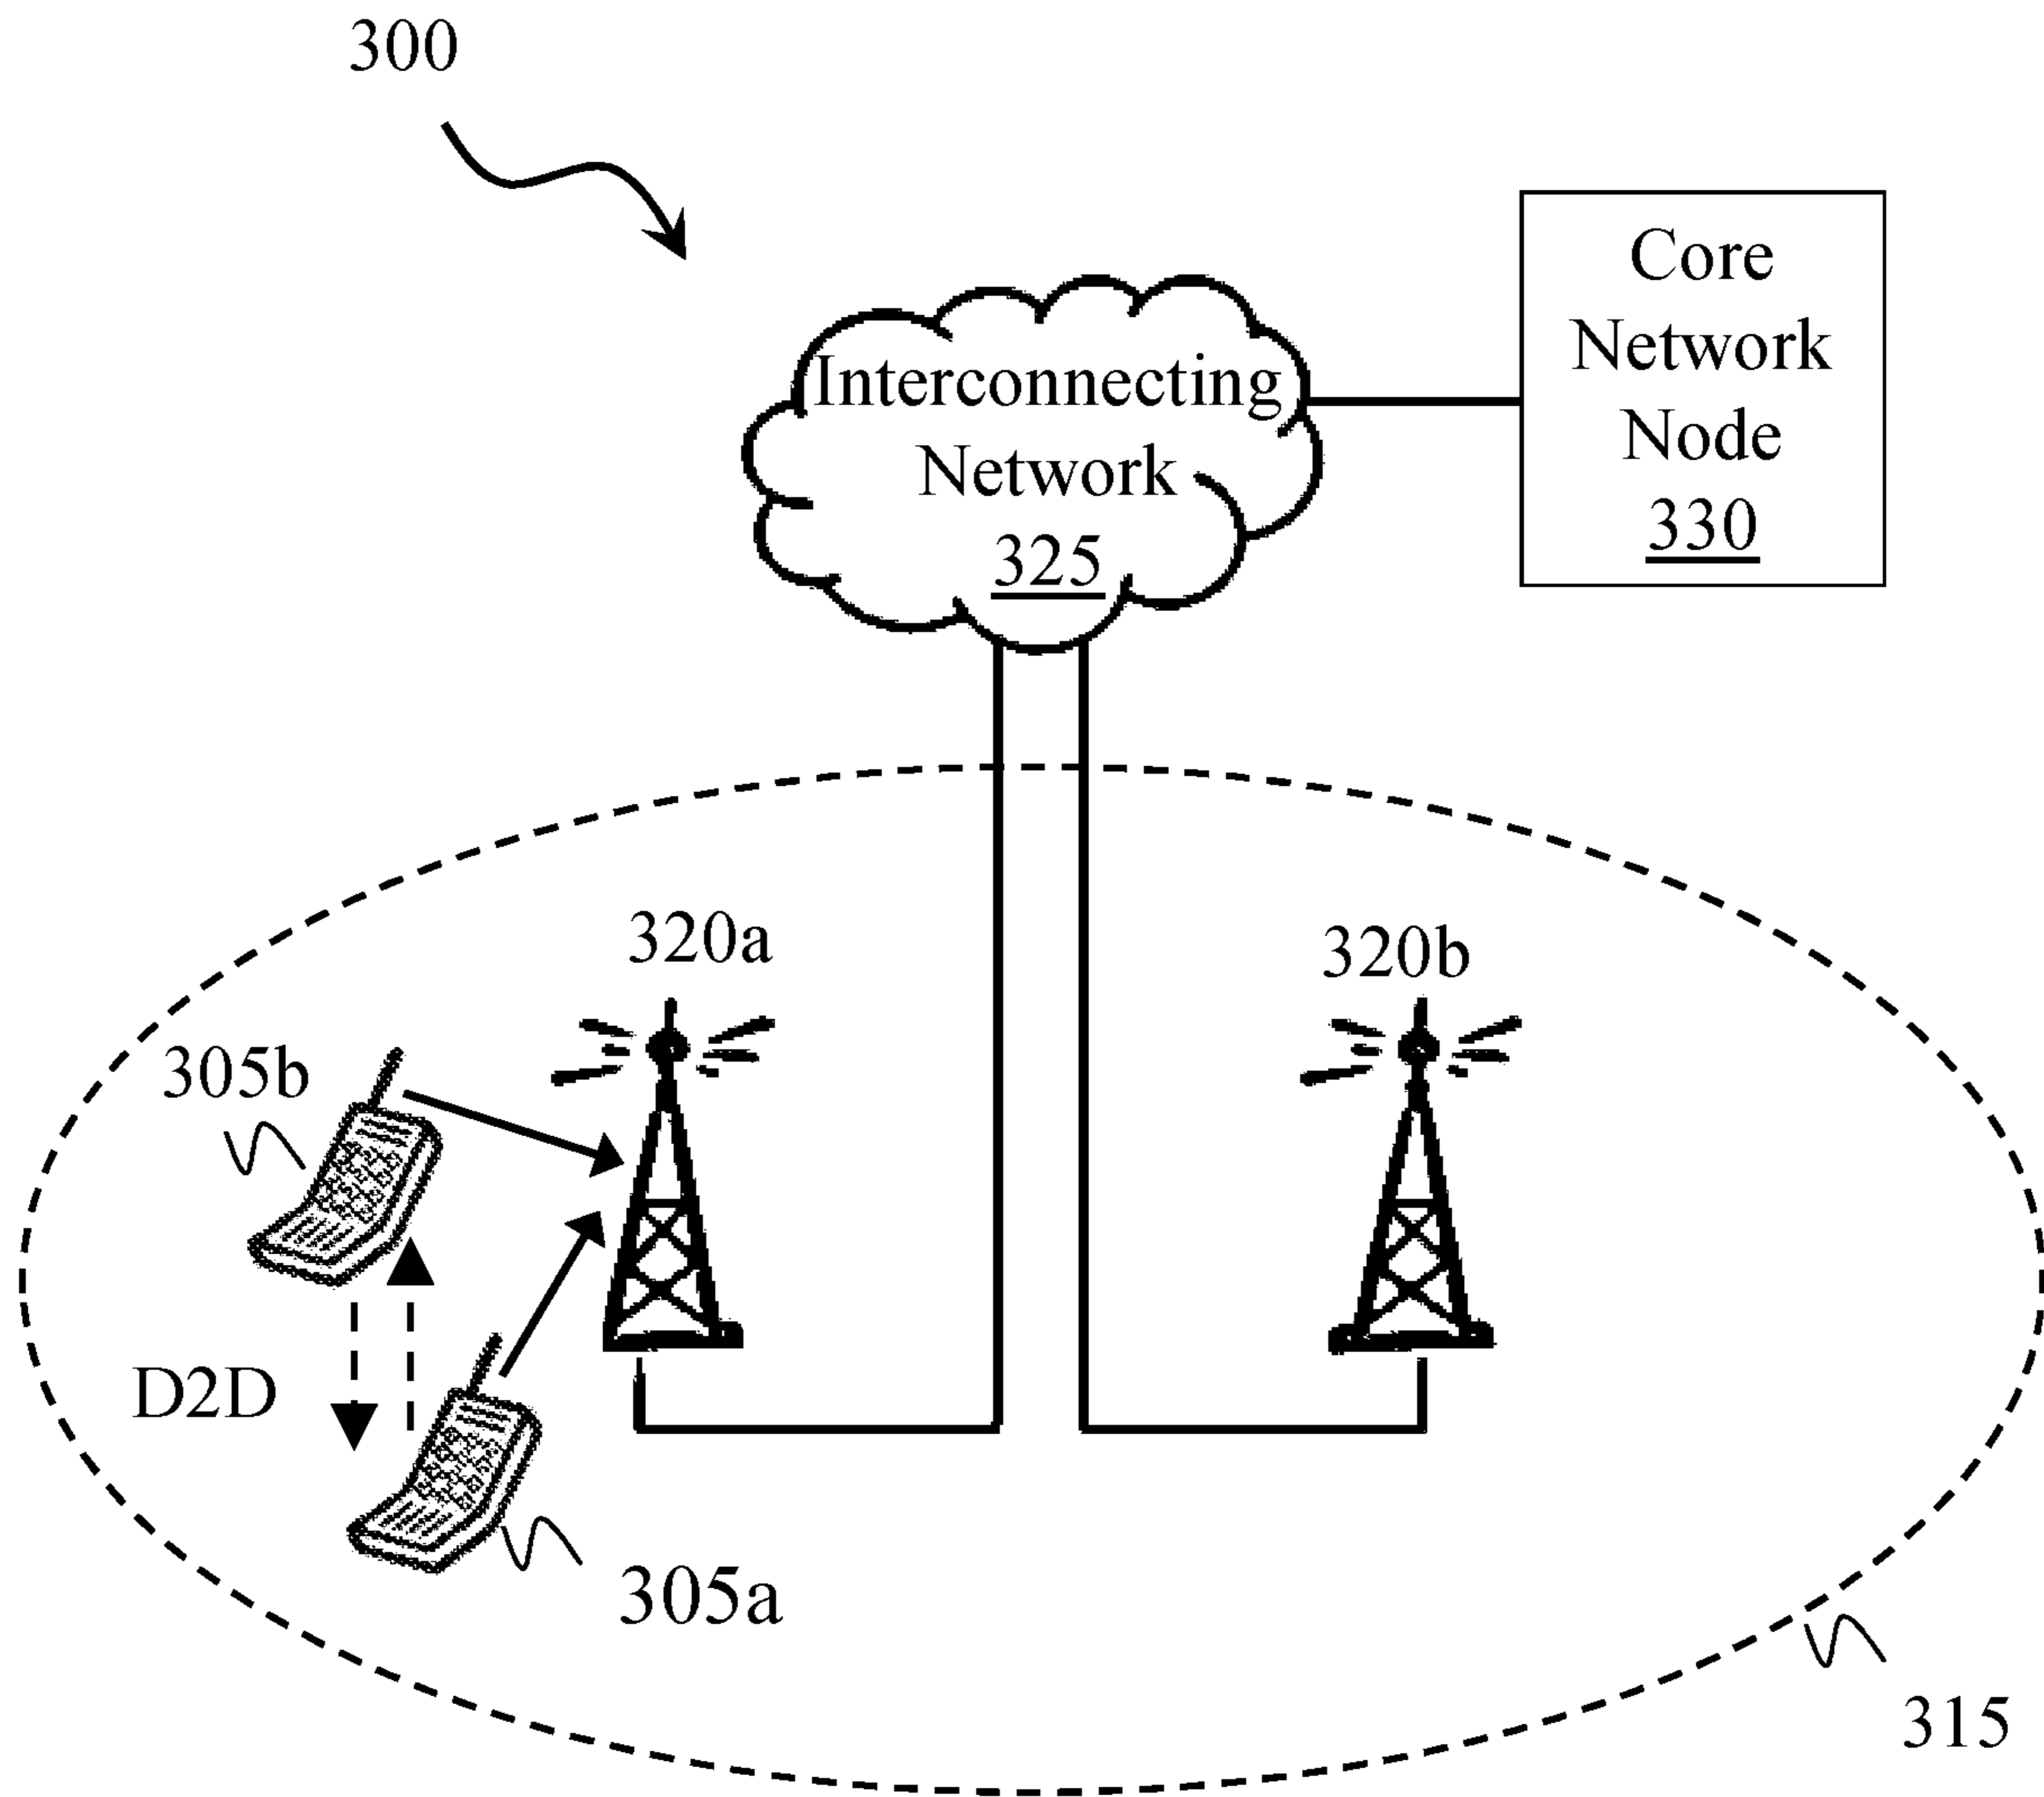 300
Core
Network
Node
330
Interconnecting
Network
325
320a
320b
305b
D2D
305a
315